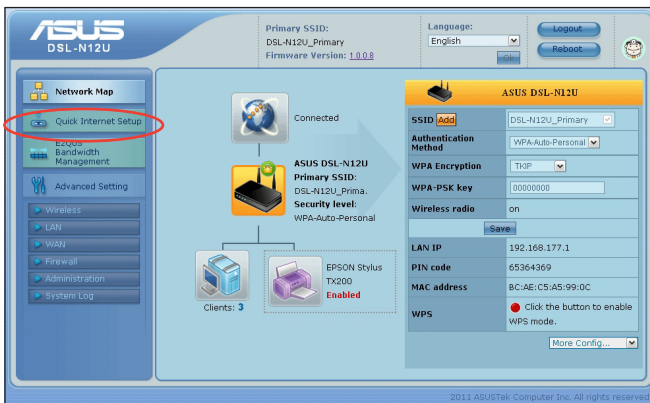 ASUS
DSL-N12U
Primary SSID:
DSL-N12U_Primary
Firmware Version: 1.0.0.8
Language:
English
Ok
Logout
Reboot
Network Map
Quick Internet Setup
EzQoS
Bandwidth
Management
Advanced Setting
Wireless
LAN
WAN
Firewall
Administration
System Log
Connected
ASUS DSL-N12U
Primary SSID:
DSL-N12U_Prima.
Security level:
WPA-Auto-Personal
Clients: 3
EPSON Stylus
TX200
Enabled
ASUS DSL-N12U
SSID Add DSL-N12U_Primary
Authentication
Method WPA-Auto-Personal
WPA Encryption TKIP
WPA-PSK key 00000000
Wireless radio on
Save
LAN IP 192.168.177.1
PIN code 65364369
MAC address BC:AE:C5:A5:99:0C
WPS Click the button to enable
WPS mode.
More Config...
2011 ASUSTek Computer Inc. All rights reserved